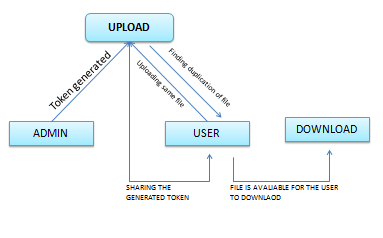 UPLOAD
Token generated
Uploading same file
Finding duplication of file
ADMIN
USER
DOWNLOAD
SHARING THE
GENERATED TOKEN
FILE IS AVALIABLE FOR THE USER
TO DOWNLAOD